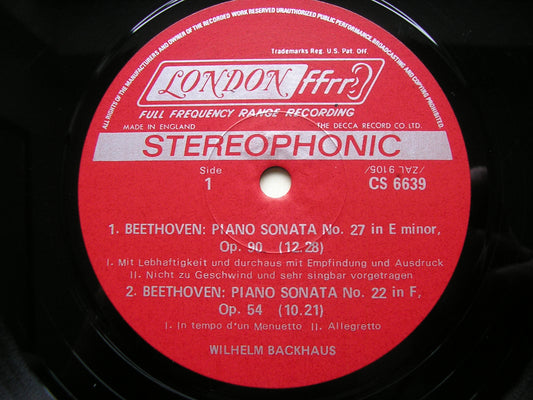 ALL RIGHTS OF THE MANUFACTURERS AND OF THE OWNER OF THE RECORDED WORK RESERVED UNAUTHORIZED PUBLIC PERFORMANCE, BROADCASTING AND COPYING PROHIBITED.
Trademarks Reg. U.S. Pat. Off.
LONDON ffrr
FULL FREQUENCY RANGE RECORDING
MADE IN ENGLAND THE DECCA RECORD CO LTD.
STEREOPHONIC
Side /ZAL 9105/
1 CS 6639
1. BEETHOVEN: PIANO SONATA No. 27 in E minor,
Op. 90 (12.28)
I. Mit Lebhaftigkeit und durchaus mit Empfindung und Ausdruck
II. Nicht zu Geschwind und sehr singbar vorgetragen
2. BEETHOVEN: PIANO SONATA No. 22 in F,
Op. 54 (10.21)
I. In tempo d'un Menuetto II. Allegretto
WILHELM BACKHAUS